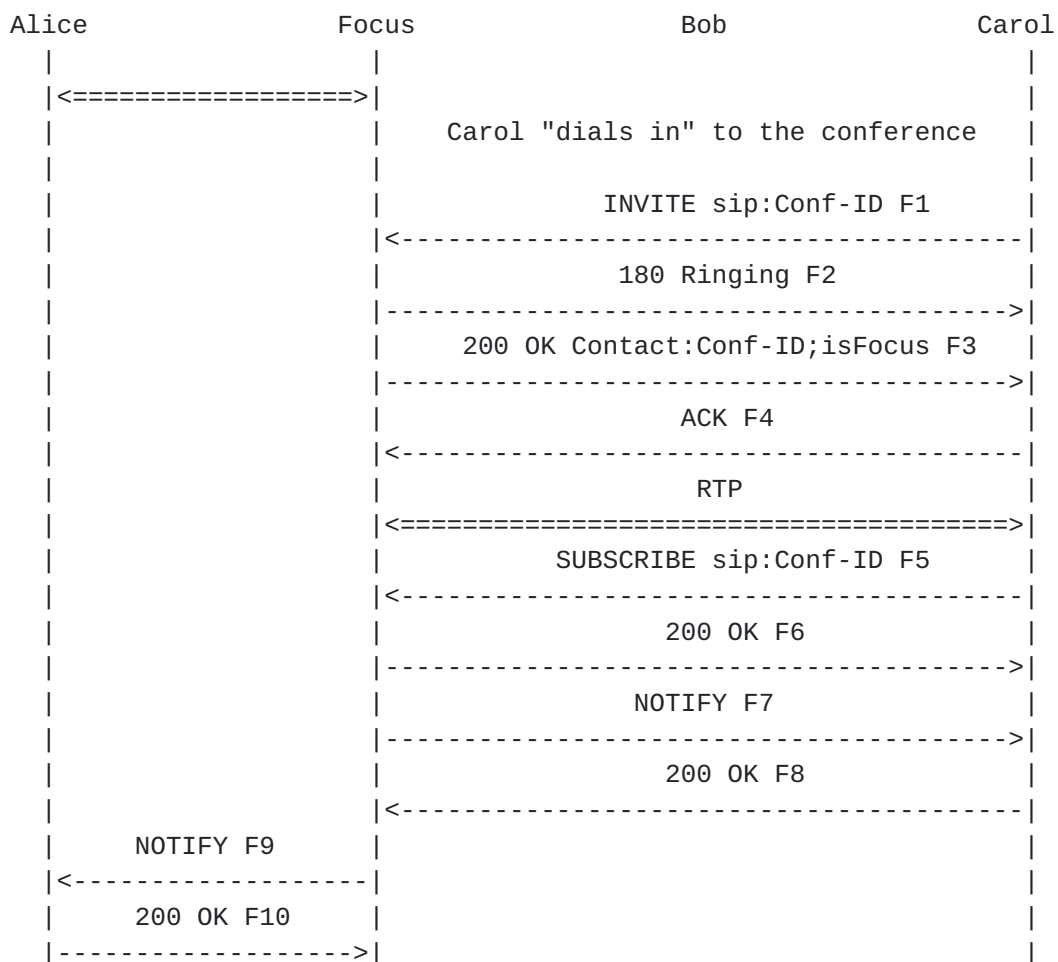 Alice Focus Bob Carol
Carol "dials in" to the conference
INVITE sip:Conf-ID F1
180 Ringing F2
200 OK Contact:Conf-ID;isFocus F3
ACK F4
RTP
SUBSCRIBE sip:Conf-ID F5
200 OK F6
NOTIFY F7
200 OK F8
NOTIFY F9
200 OK F10